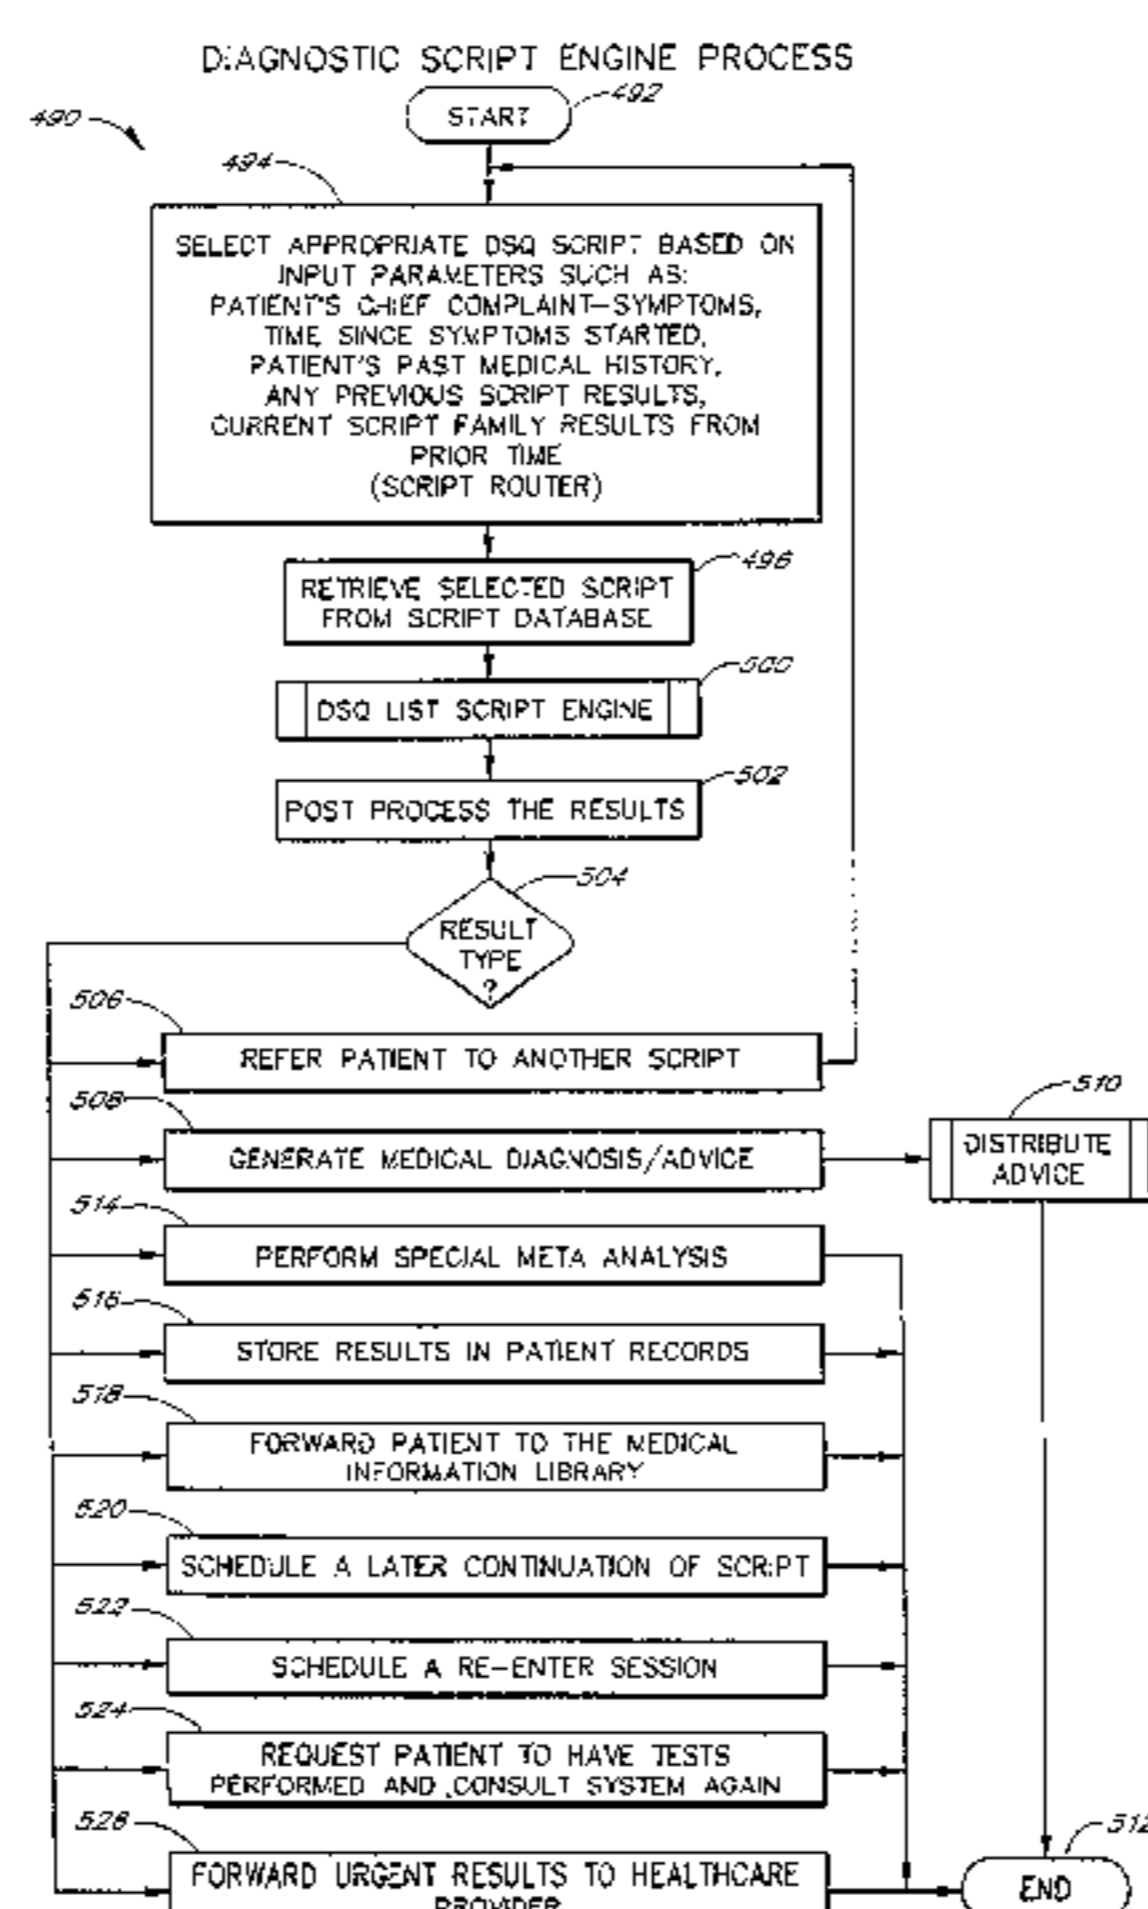 DIAGNOSTIC SCRIPT ENGINE PROCESS
492
START
490
494
SELECT APPROPRIATE DSQ SCRIPT BASED ON
INPUT PARAMETERS SUCH AS:
PATIENT'S CHIEF COMPLAINT-SYMPTOMS,
TIME SINCE SYMPTOMS STARTED,
PATIENT'S PAST MEDICAL HISTORY,
ANY PREVIOUS SCRIPT RESULTS,
CURRENT SCRIPT FAMILY RESULTS FROM
PRIOR TIME
(SCRIPT ROUTER)
496
RETRIEVE SELECTED SCRIPT
FROM SCRIPT DATABASE
500
DSQ LIST SCRIPT ENGINE
502
POST PROCESS THE RESULTS
504
RESULT
TYPE
?
506
REFER PATIENT TO ANOTHER SCRIPT
508
GENERATE MEDICAL DIAGNOSIS/ADVICE
510
DISTRIBUTE
ADVICE
514
PERFORM SPECIAL META ANALYSIS
516
STORE RESULTS IN PATIENT RECORDS
518
FORWARD PATIENT TO THE MEDICAL
INFORMATION LIBRARY
520
SCHEDULE A LATER CONTINUATION OF SCRIPT
522
SCHEDULE A RE-ENTER SESSION
524
REQUEST PATIENT TO HAVE TESTS
PERFORMED AND CONSULT SYSTEM AGAIN
528
FORWARD URGENT RESULTS TO HEALTHCARE
PROVIDER
512
END